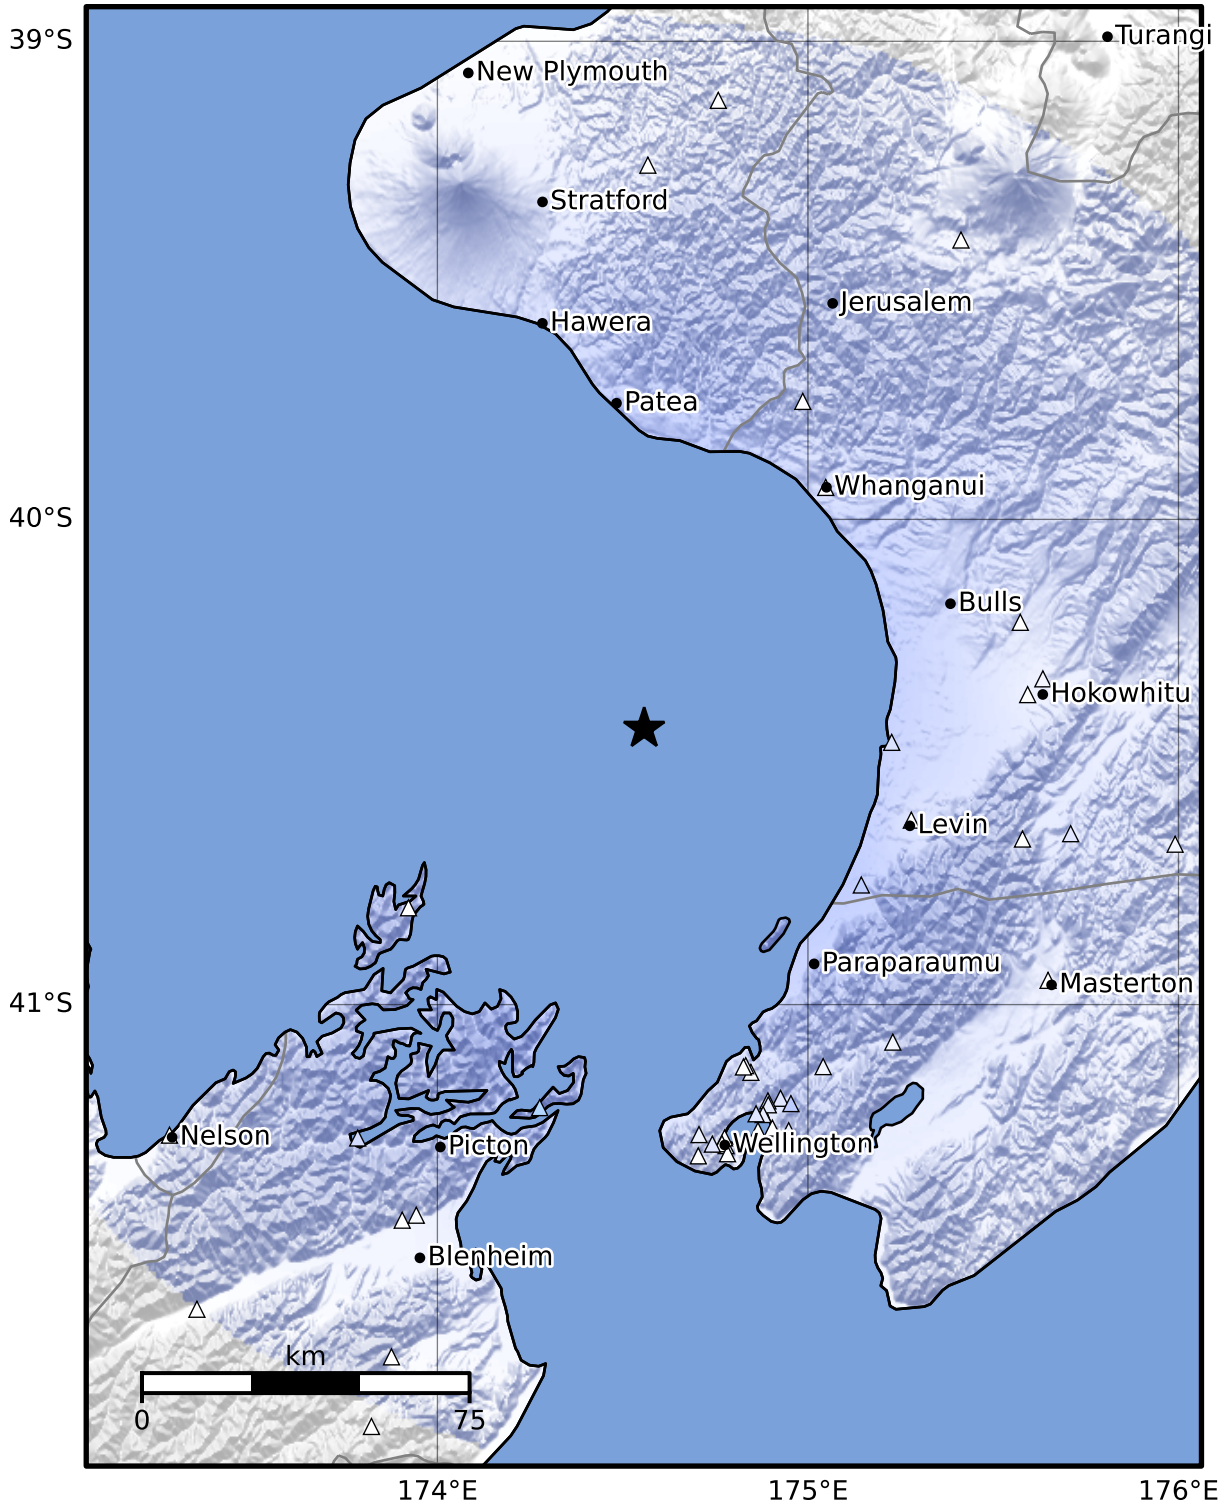 39°S
Turangi
New Plymouth
Stratford
Jerusalem
Hawera
Patea
Whanganui
40°S
Bulls
Hokowhitu
Levin
Paraparaumu
Masterton
41°S
Nelson
Picton
Wellington
Blenheim
km
0
75
174°E
175°E
176°E